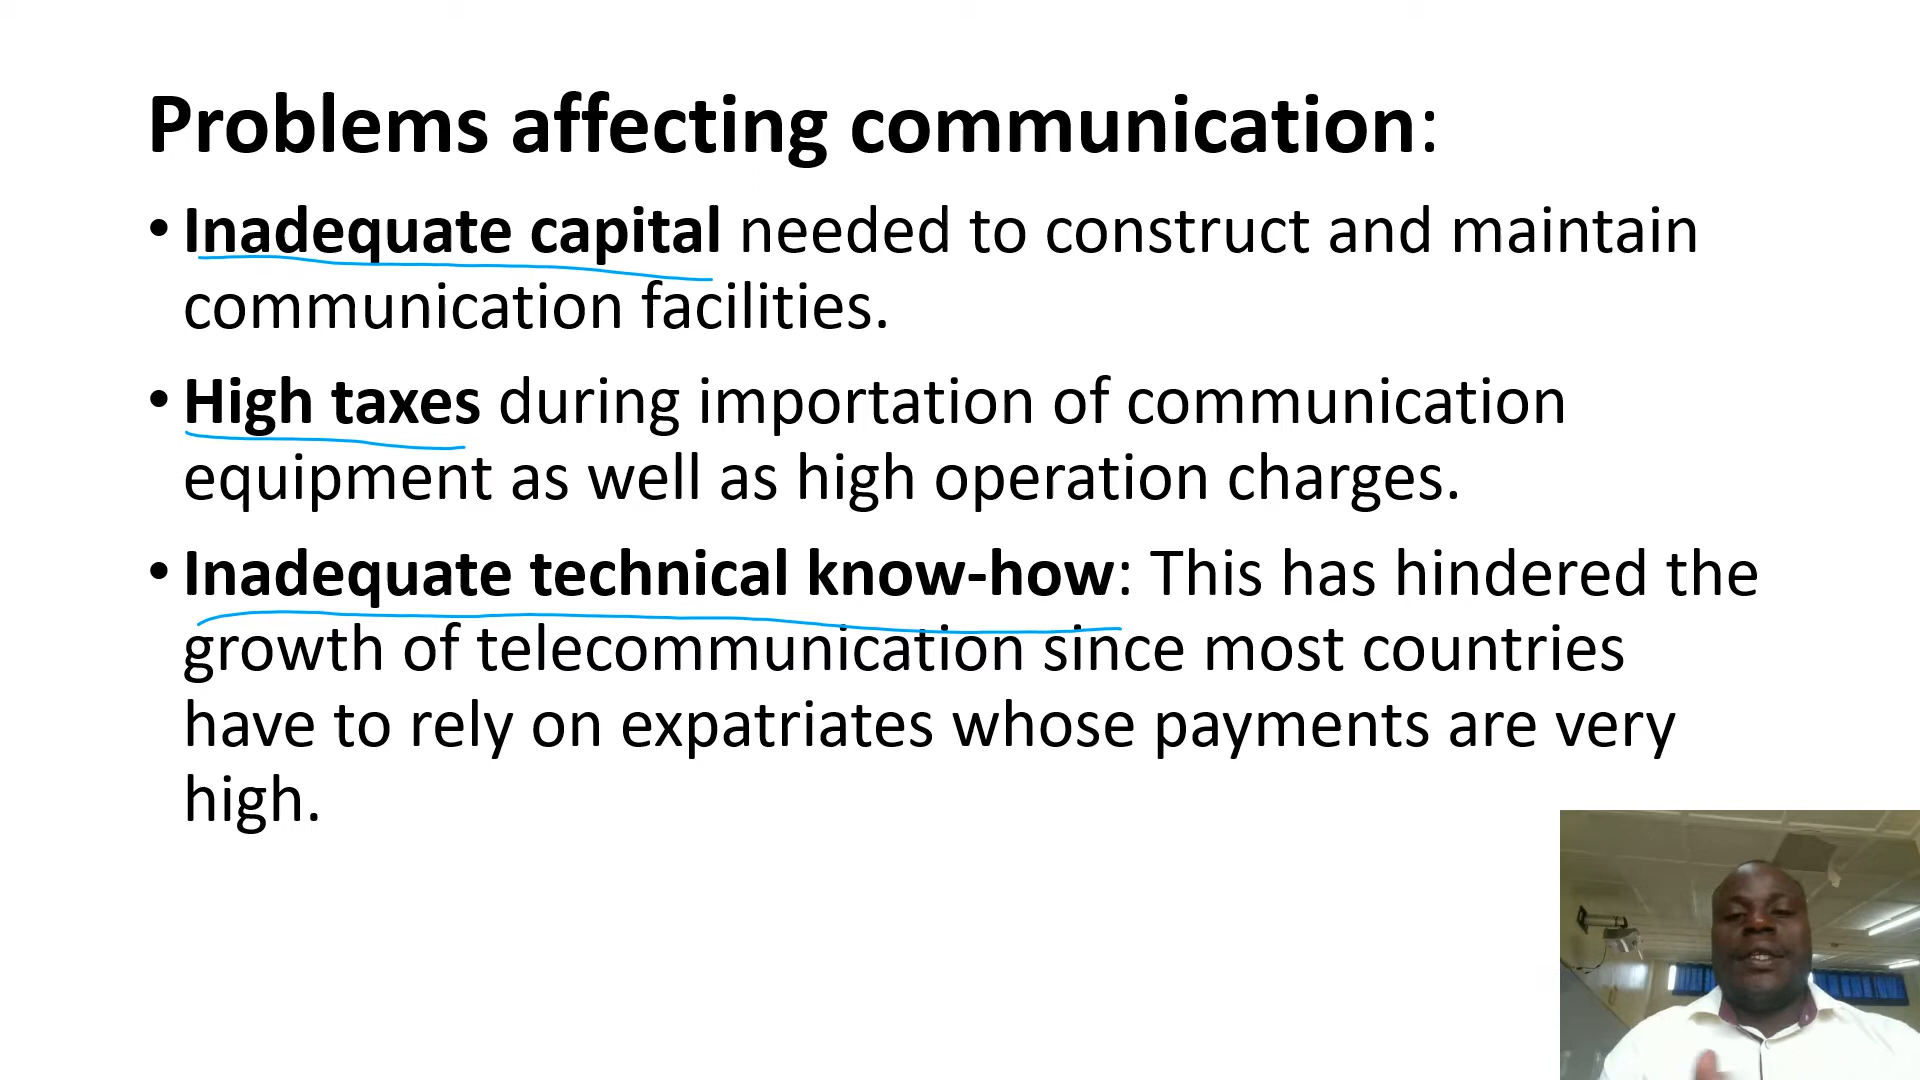 Problems affecting communication:
• Inadequate capital needed to construct and maintain
communication facilities.
• High taxes during importation of communication
equipment as well as high operation charges.
• Inadequate technical know-how: This has hindered the
growth of telecommunication since most countries
have to rely on expatriates whose payments are very
high.